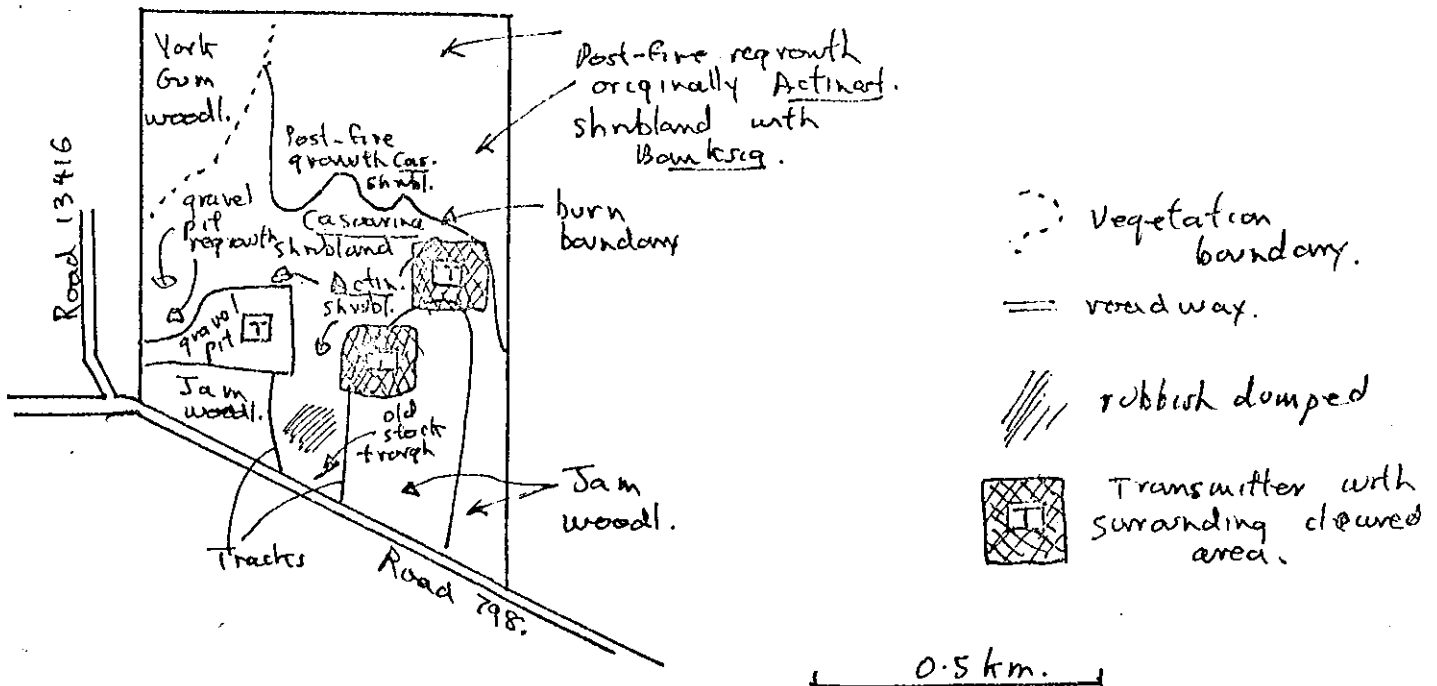 York
Gum
woodl.
Post-fire regrowth
originally Actinost.
shrubland with
Banksia.
Road 13416
Post-fire
growth Cas.
shrubl.
gravel
pit
regrowth
Casuarina
shrubland
burn
boundary
Actin.
shrubl.
T
gravel
pit
T
T
Jam
woodl.
old
stock
trough
Jam
woodl.
Tracks
Road 798.
Vegetation
boundary.
roadway.
rubbish dumped
T
Transmitter with
surrounding cleared
area.
0.5 km.